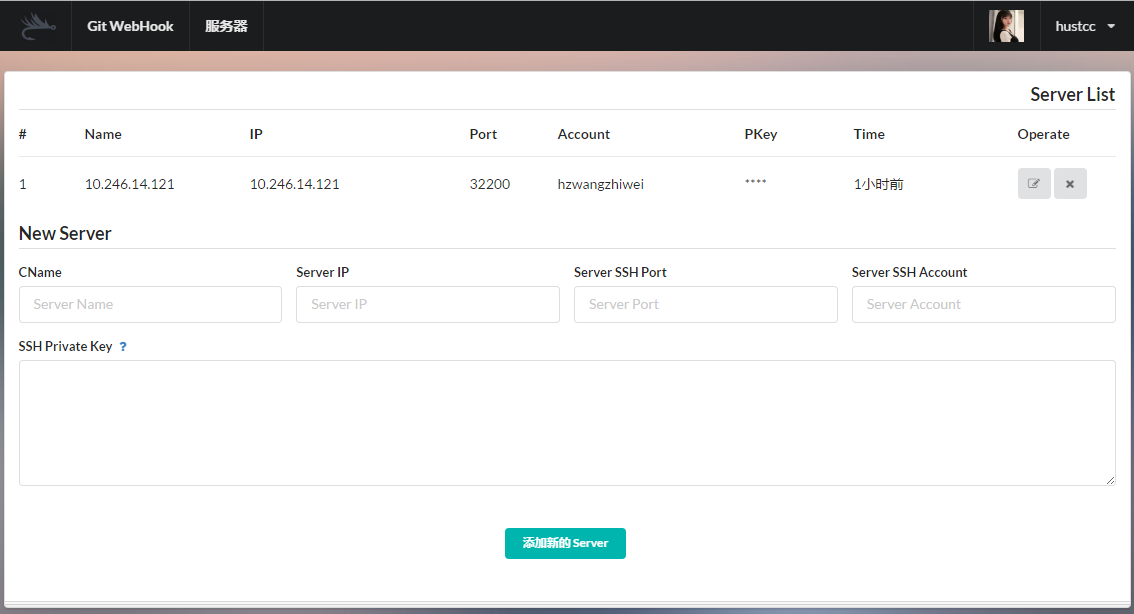 Git WebHook 服务器 hustcc
Server List
# Name IP Port Account PKey Time Operate
1 10.246.14.121 10.246.14.121 32200 hzwangzhiwei **** 1小时前
New Server
CName Server IP Server SSH Port Server SSH Account
Server Name Server IP Server Port Server Account
SSH Private Key ?
添加新的 Server